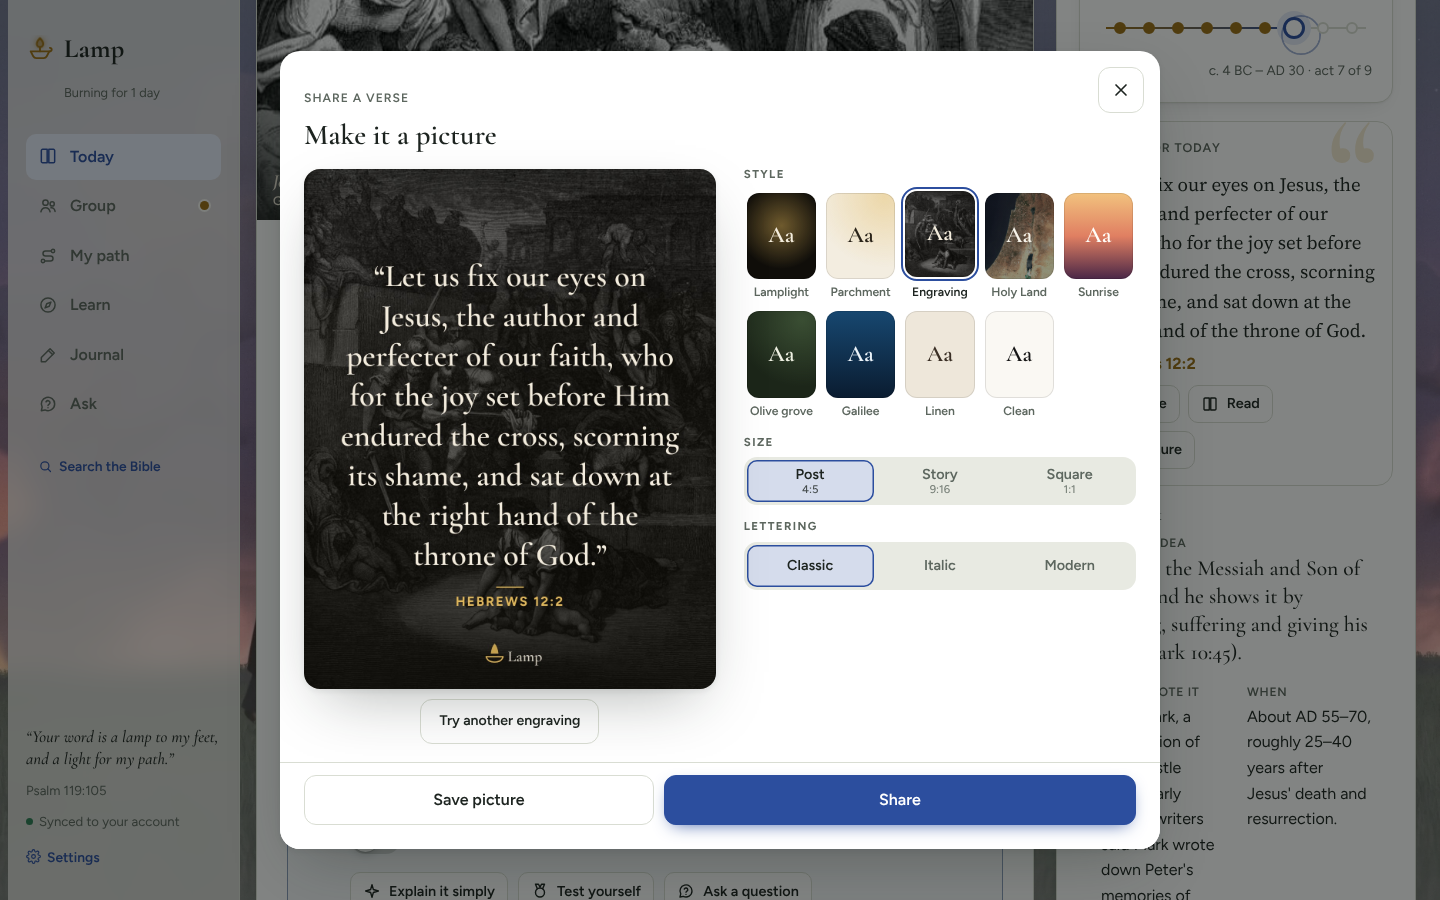 Lamp
Burning for 1 day
Today
Group
My path
Learn
Journal
Ask
Search the Bible
“Your word is a lamp to my feet,
and a light for my path.”
Psalm 119:105
Synced to your account
Settings
SHARE A VERSE
Make it a picture
“Let us fix our eyes on
Jesus, the author and
perfecter of our faith, who
for the joy set before Him
endured the cross, scorning
its shame, and sat down at
the right hand of the
throne of God.”
HEBREWS 12:2
Lamp
Try another engraving
STYLE
Aa
Aa
Aa
Aa
Aa
Lamplight
Parchment
Engraving
Holy Land
Sunrise
Aa
Aa
Aa
Aa
Olive grove
Galilee
Linen
Clean
SIZE
Post
4:5
Story
9:16
Square
1:1
LETTERING
Classic
Italic
Modern
Save picture
Share
Explain it simply
Test yourself
Ask a question
c. 4 BC – AD 30 · act 7 of 9
R TODAY
ix our eyes on Jesus, the
and perfecter of our
ho for the joy set before
dured the cross, scorning
ne, and sat down at the
nd of the throne of God.
12:2
Read
ure
DEA
the Messiah and Son of
nd he shows it by
, suffering and giving his
ark 10:45).
OTE IT
rk, a
ion of
stle
arly
writers
said Mark wrote
down Peter's
memories of
WHEN
About AD 55–70,
roughly 25–40
years after
Jesus' death and
resurrection.